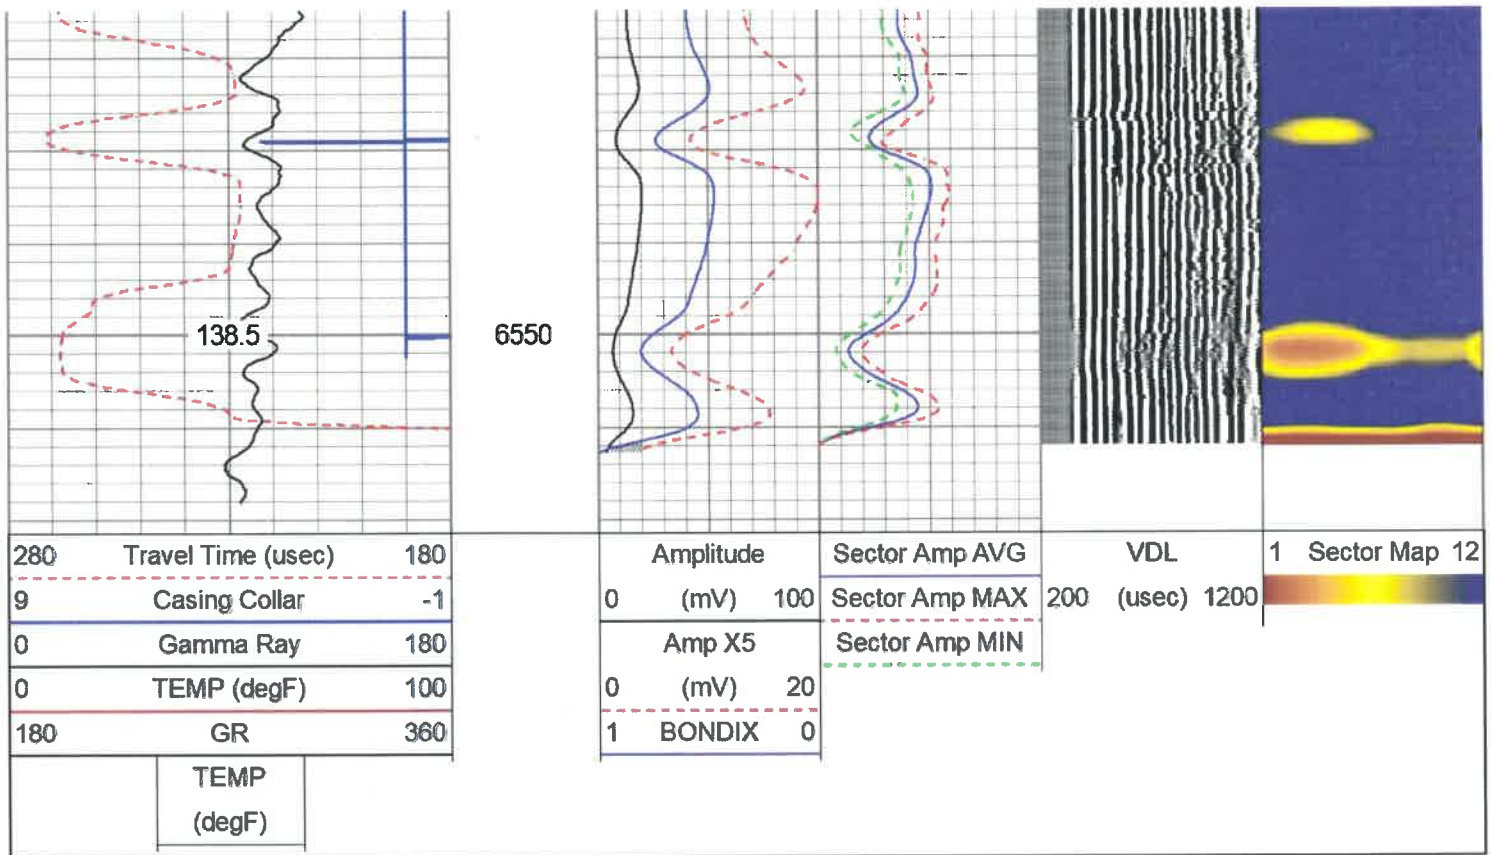 138.5
6550
280 Travel Time (usec) 180
9 Casing Collar -1
0 Gamma Ray 180
0 TEMP (degF) 100
180 GR 360
TEMP
(degF)
Amplitude
0 (mV) 100
Amp X5
0 (mV) 20
1 BONDIX 0
Sector Amp AVG
Sector Amp MAX
Sector Amp MIN
VDL
200 (usec) 1200
1 Sector Map 12